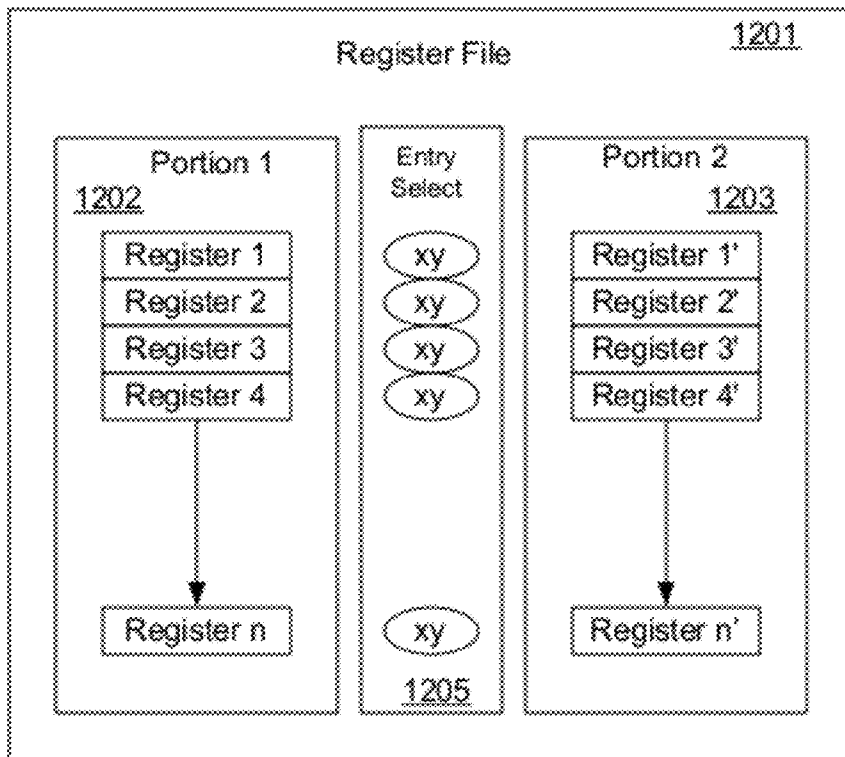 1201
Register File
Portion 1
Entry
Select
Portion 2
1202
1203
Register 1
xy
Register 1'
Register 2
xy
Register 2'
Register 3
xy
Register 3'
Register 4
xy
Register 4'
Register n
xy
Register n'
1205